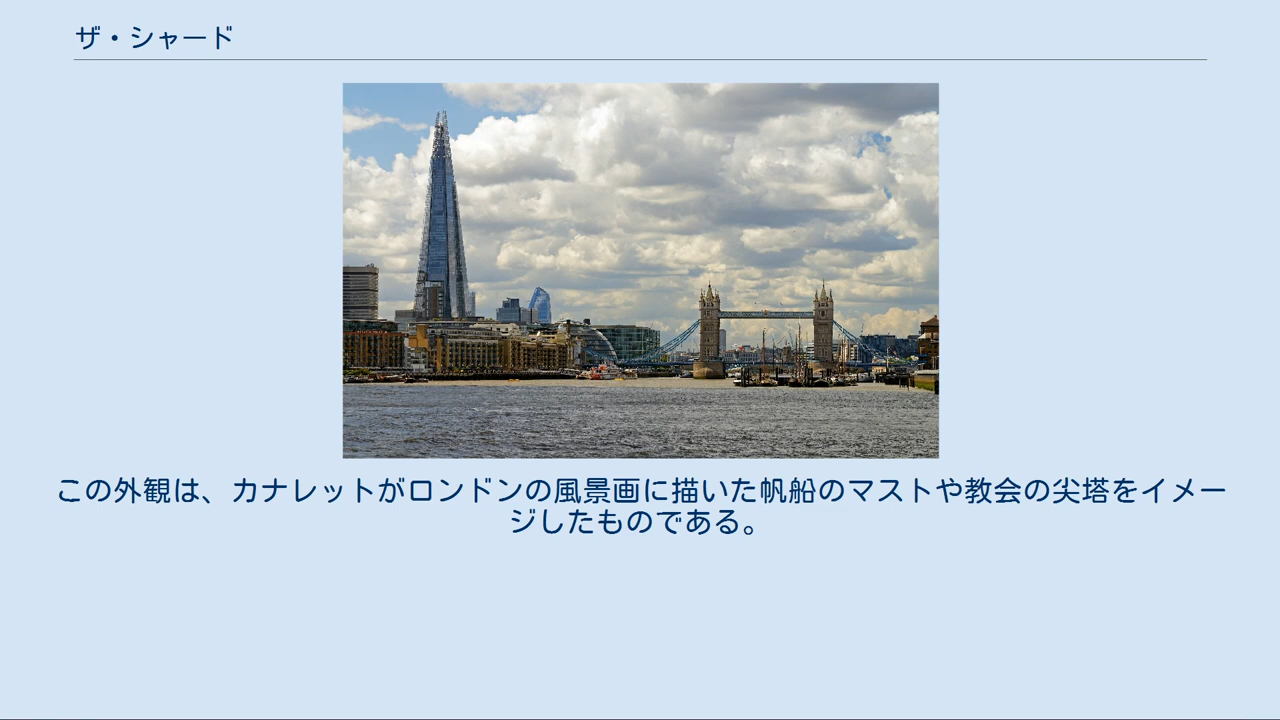 ザ・シャード
この外観は、カナレットがロンドンの風景画に描いた帆船のマストや教会の尖塔をイメー
ジしたものである。